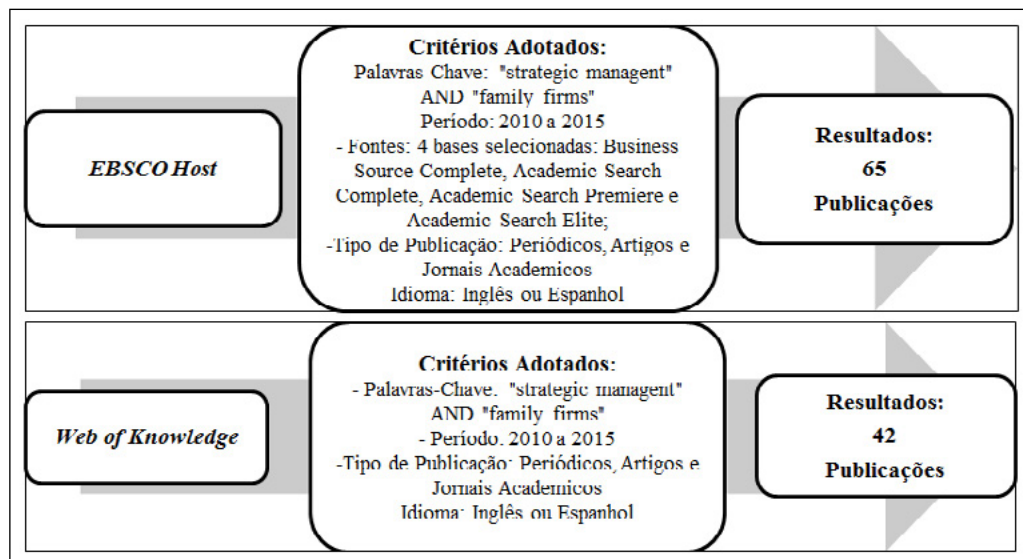 EBSCO Host
Critérios Adotados:
Palavras Chave: "strategic managent"
AND "family firms"
Período: 2010 a 2015
- Fontes: 4 bases selecionadas: Business
Source Complete, Academic Search
Complete, Academic Search Premiere e
Academic Search Elite;
-Tipo de Publicação: Periódicos, Artigos e
Jornais Academicos
Idioma: Inglês ou Espanhol
Resultados:
65
Publicações
Web of Knowledge
Critérios Adotados:
- Palavras-Chave: "strategic managent"
AND "family firms"
- Período: 2010 a 2015
-Tipo de Publicação: Periódicos, Artigos e
Jornais Academicos
Idioma: Inglês ou Espanhol
Resultados:
42
Publicações